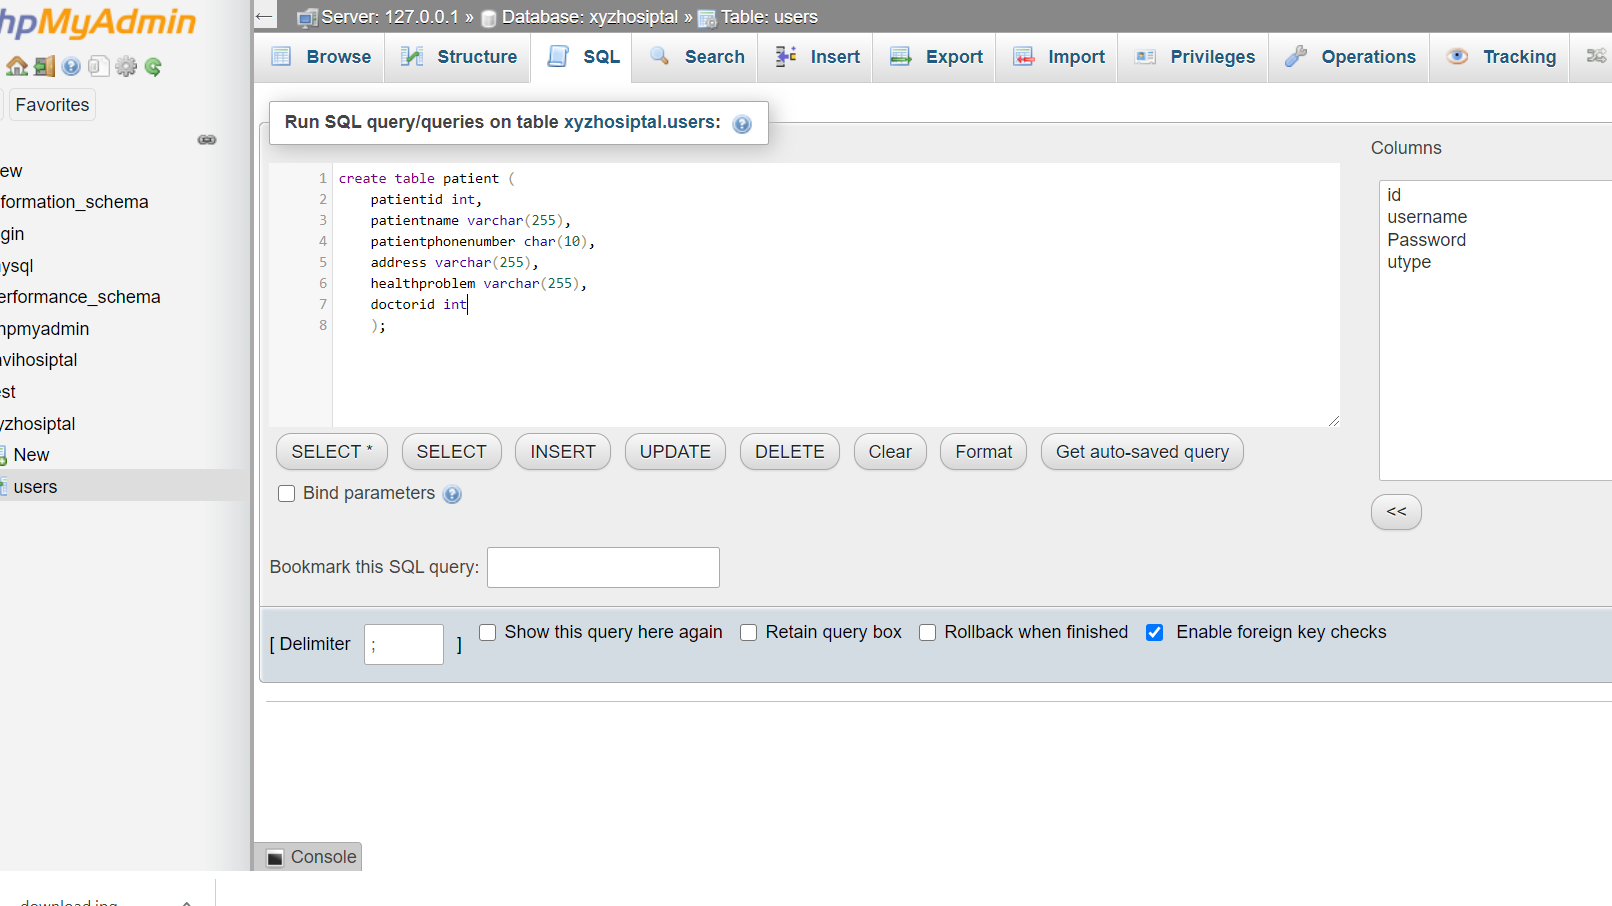 hpMyAdmin
Favorites
ew
formation_schema
gin
ysql
erformance_schema
hpmyadmin
avihosiptal
st
yzhosiptal
New
users
Server: 127.0.0.1 » Database: xyzhosiptal » Table: users
Browse Structure SQL Search Insert Export Import Privileges Operations Tracking
Run SQL query/queries on table xyzhosiptal.users:
1 create table patient (
2 patientid int,
3 patientname varchar(255),
4 patientphonenumber char(10),
5 address varchar(255),
6 healthproblem varchar(255),
7 doctorid int
8 );
Columns
id
username
Password
utype
SELECT * SELECT INSERT UPDATE DELETE Clear Format Get auto-saved query
<<
Bind parameters
Bookmark this SQL query:
[ Delimiter ; ] Show this query here again Retain query box Rollback when finished Enable foreign key checks
Console